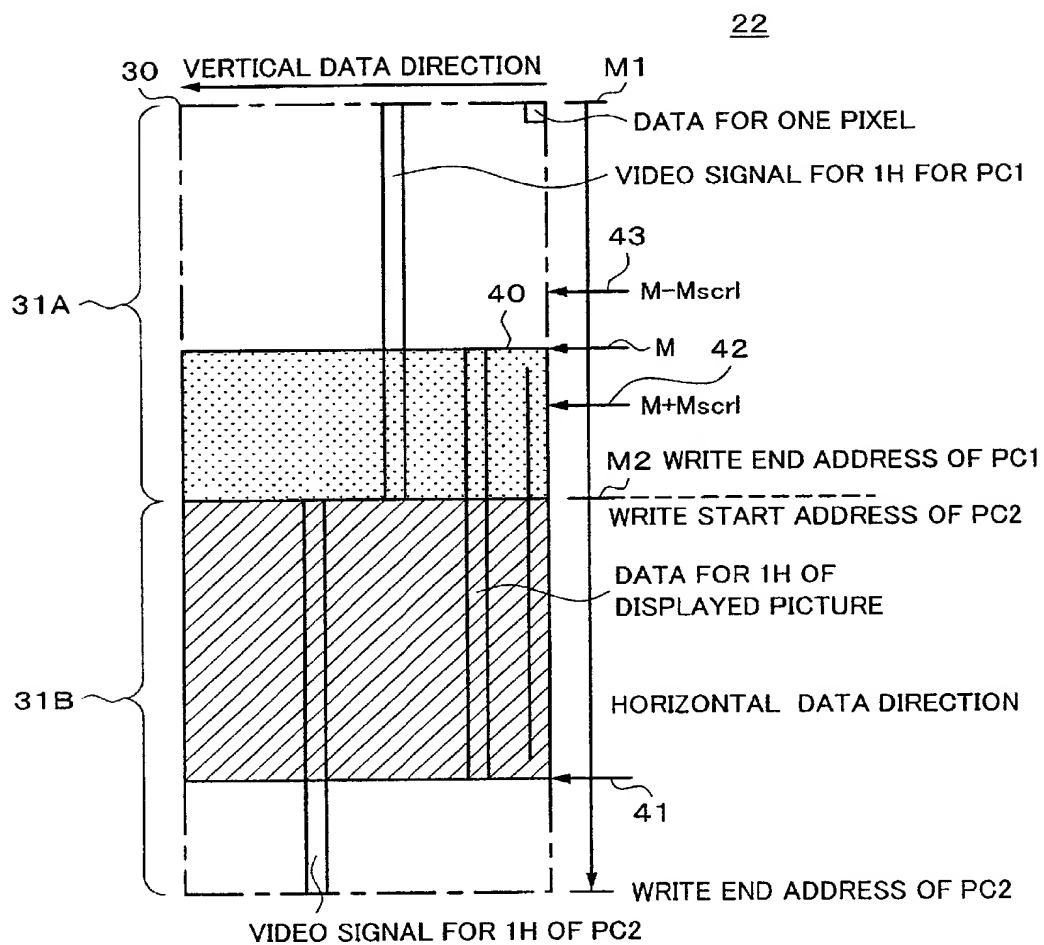 22
30
VERTICAL DATA DIRECTION
M1
DATA FOR ONE PIXEL
VIDEO SIGNAL FOR 1H FOR PC1
43
M-Mscrl
31A
40
M
42
M+Mscrl
M2 WRITE END ADDRESS OF PC1
WRITE START ADDRESS OF PC2
DATA FOR 1H OF
DISPLAYED PICTURE
31B
HORIZONTAL DATA DIRECTION
41
WRITE END ADDRESS OF PC2
VIDEO SIGNAL FOR 1H OF PC2